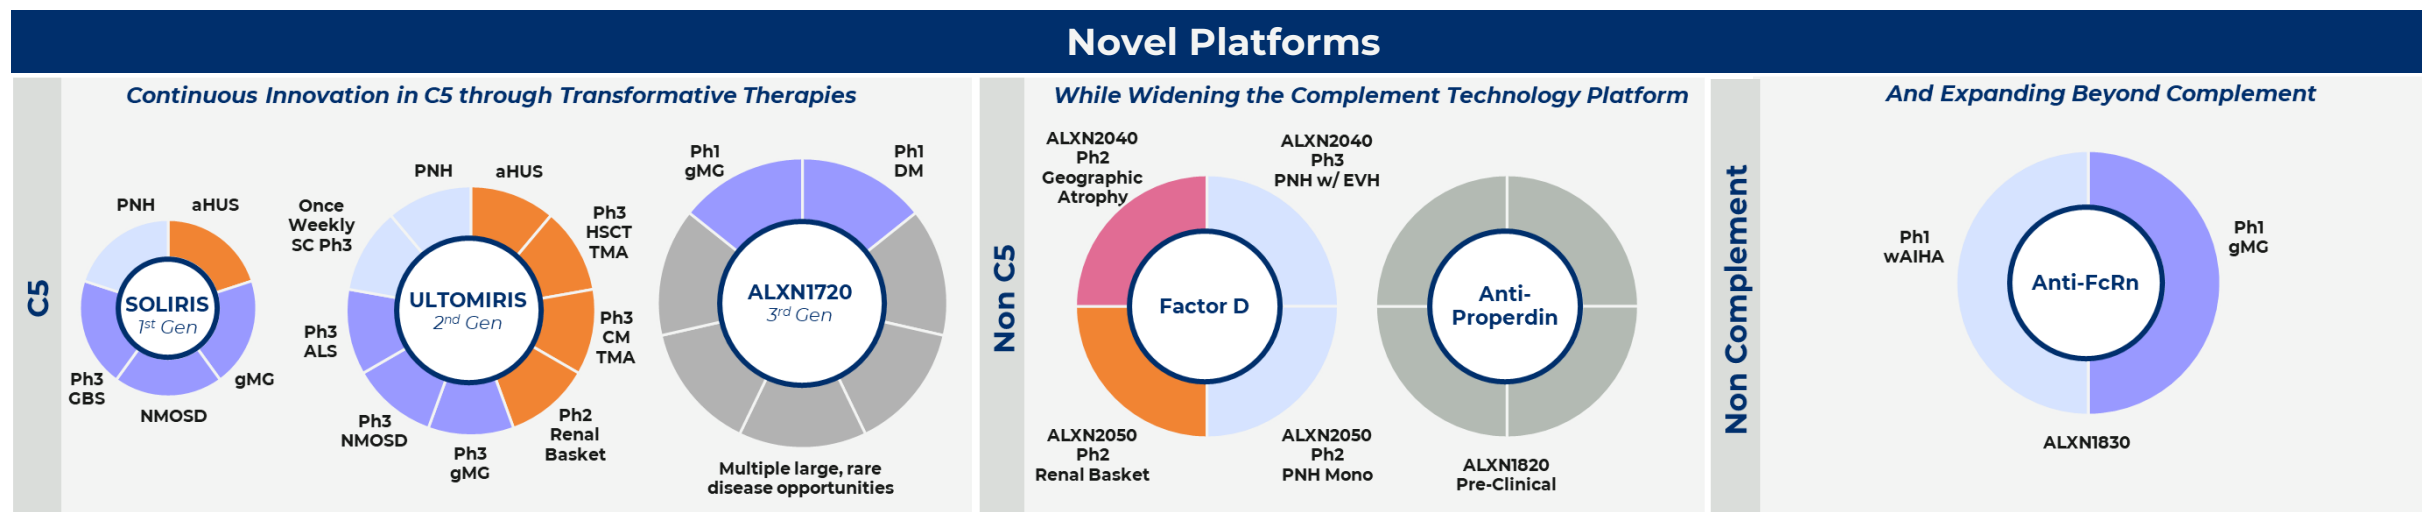 Novel Platforms
C5
Continuous Innovation in C5 through Transformative Therapies
PNH
aHUS
SOLIRIS
1st Gen
Ph3
GBS
NMOSD
gMG
PNH
aHUS
Once
Weekly
SC Ph3
Ph3
HSCT
TMA
ULTOMIRIS
2nd Gen
Ph3
ALS
Ph3
CM
TMA
Ph3
NMOSD
Ph3
gMG
Ph2
Renal
Basket
Ph1
gMG
Ph1
DM
ALXN1720
3rd Gen
Multiple large, rare
disease opportunities
Non C5
While Widening the Complement Technology Platform
ALXN2040
Ph2
Geographic
Atrophy
ALXN2040
Ph3
PNH w/ EVH
Factor D
ALXN2050
Ph2
Renal Basket
ALXN2050
Ph2
PNH Mono
Anti-
Properdin
ALXN1820
Pre-Clinical
Non Complement
And Expanding Beyond Complement
Ph1
wAIHA
Anti-FcRn
Ph1
gMG
ALXN1830